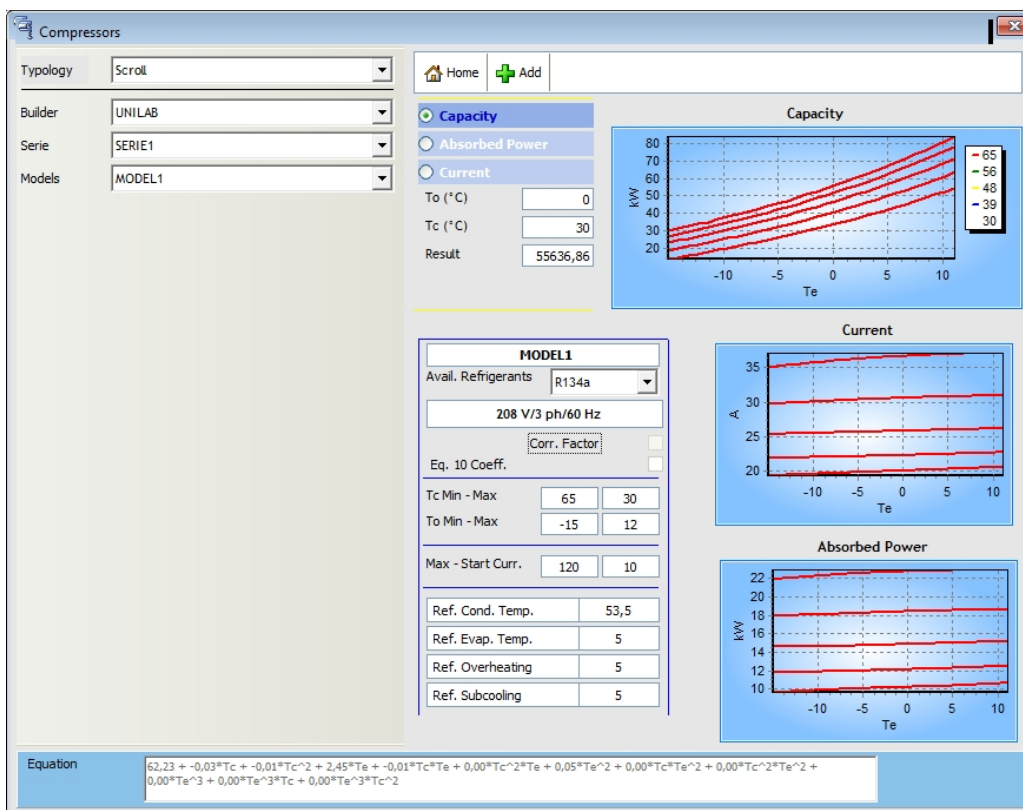 Compressors
Typology
Scroll
Builder
UNILAB
Serie
SERIE1
Models
MODEL1
Home
Add
Capacity
Absorbed Power
Current
To (°C)
0
Tc (°C)
30
Result
55636,86
Capacity
80
70
60
50
40
30
20
kW
-10
-5
0
5
10
Te
65
56
48
39
30
MODEL1
Avail. Refrigerants
R134a
208 V/3 ph/60 Hz
Corr. Factor
Eq. 10 Coeff.
Tc Min - Max
65
30
To Min - Max
-15
12
Max - Start Curr.
120
10
Ref. Cond. Temp.
53,5
Ref. Evap. Temp.
5
Ref. Overheating
5
Ref. Subcooling
5
Current
35
30
25
20
A
-10
-5
0
5
10
Te
Absorbed Power
22
20
18
16
14
12
10
kW
-10
-5
0
5
10
Te
Equation
62,23 + -0,03*Tc + -0,01*Tc^2 + 2,45*Te + -0,01*Tc*Te + 0,00*Tc^2*Te + 0,05*Te^2 + 0,00*Tc*Te^2 + 0,00*Tc^2*Te^2 +
0,00*Te^3 + 0,00*Te^3*Tc + 0,00*Te^3*Tc^2